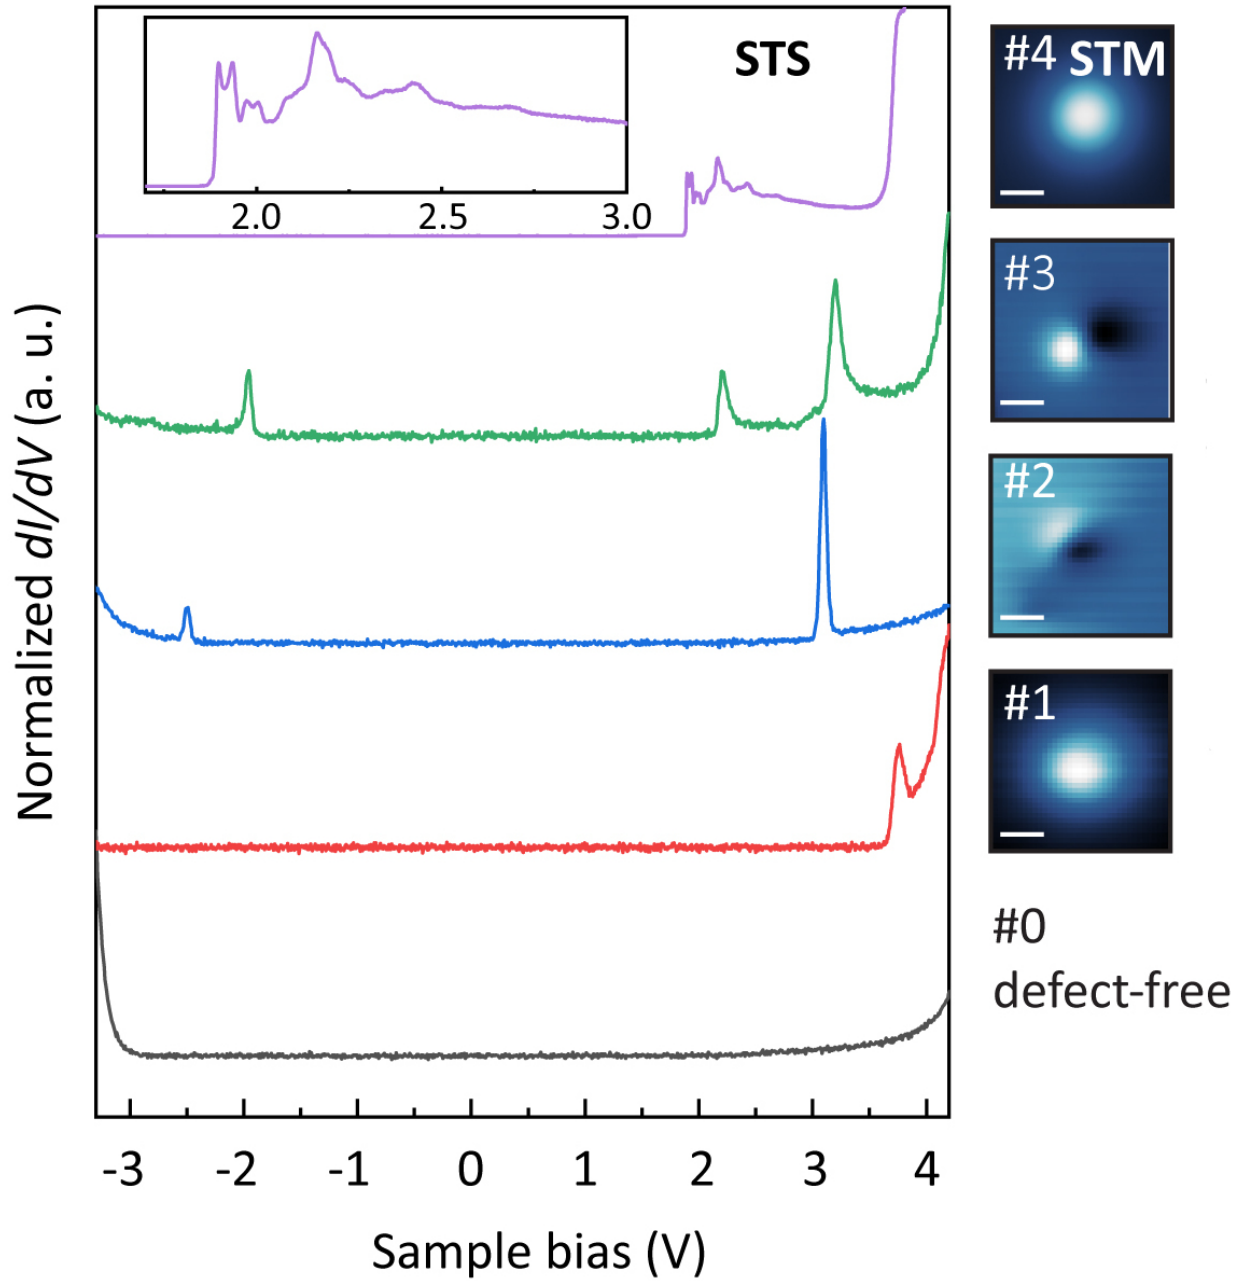 STS
2.0 2.5 3.0
Normalized dI/dV (a. u.)
-3 -2 -1 0 1 2 3 4
Sample bias (V)
#4 STM
#3
#2
#1
#0
defect-free